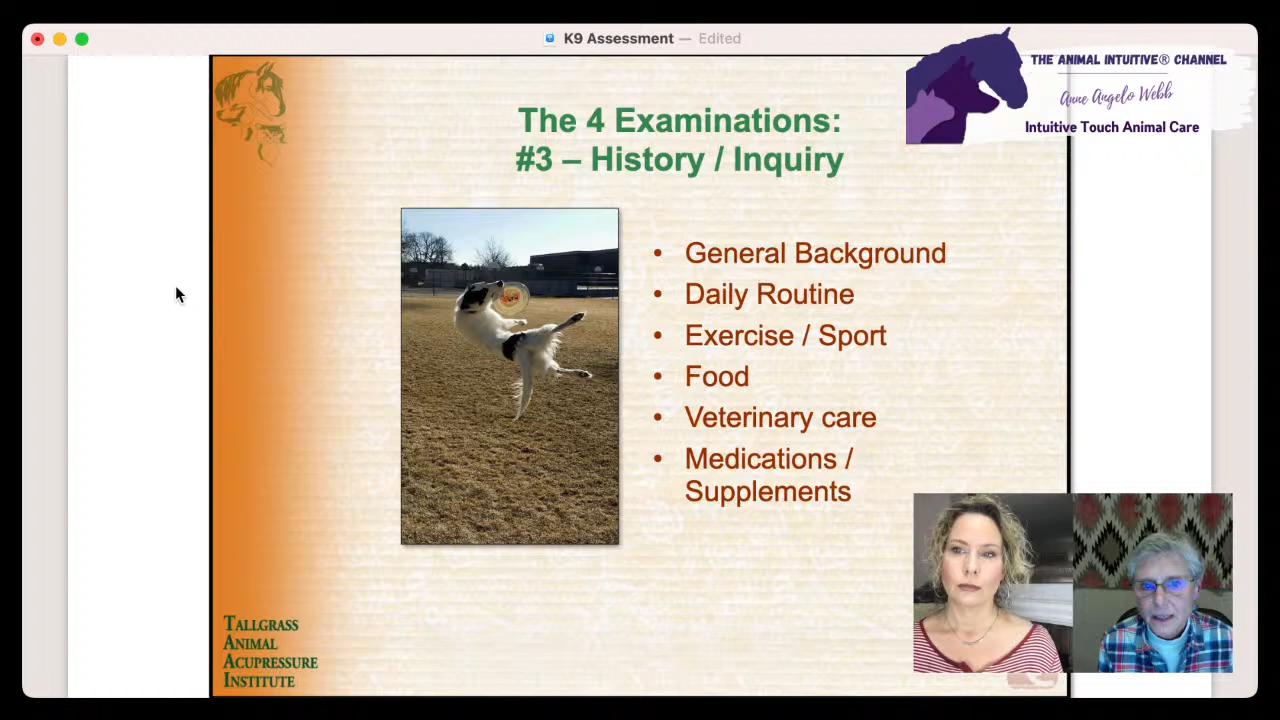 K9 Assessment — Edited
THE ANIMAL INTUITIVE® CHANNEL
Anne Angelo Webb
Intuitive Touch Animal Care
The 4 Examinations:
#3 – History / Inquiry
• General Background
• Daily Routine
• Exercise / Sport
• Food
• Veterinary care
• Medications /
Supplements
TALLGRASS
ANIMAL
ACUPRESSURE
INSTITUTE